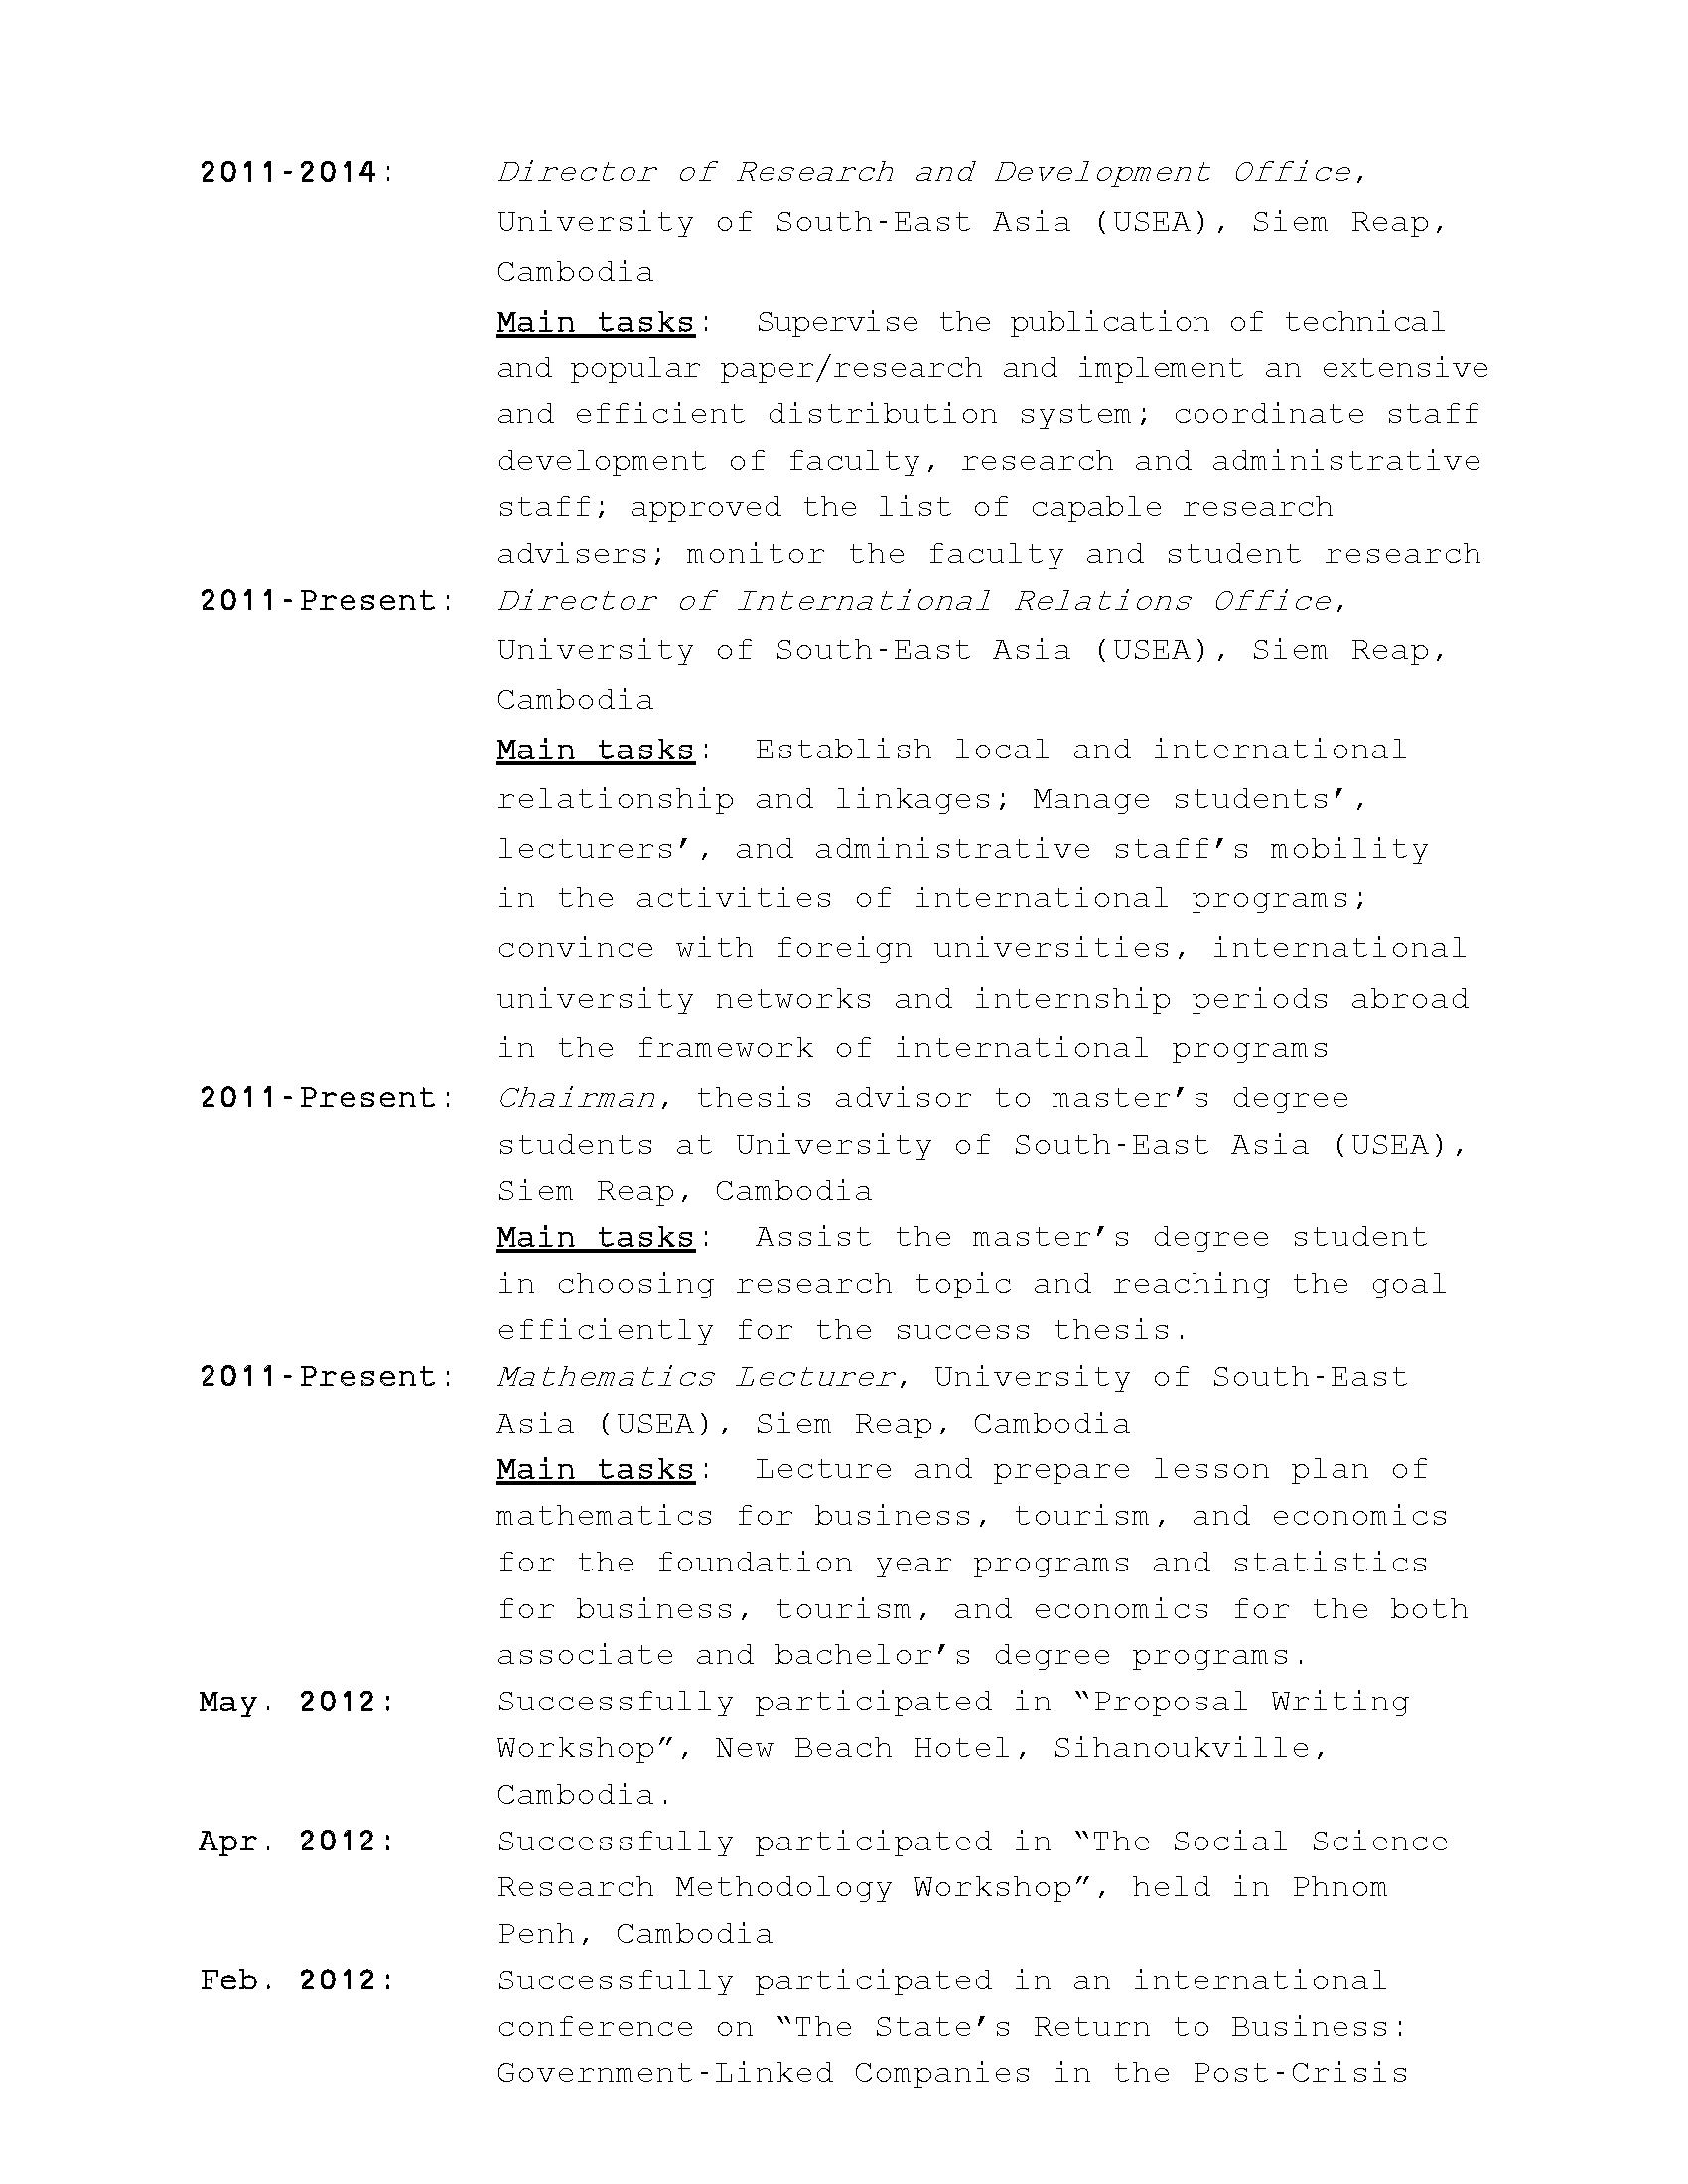 2011-2014: Director of Research and Development Office,
University of South-East Asia (USEA), Siem Reap,
Cambodia
Main tasks: Supervise the publication of technical
and popular paper/research and implement an extensive
and efficient distribution system; coordinate staff
development of faculty, research and administrative
staff; approved the list of capable research
advisers; monitor the faculty and student research
2011-Present: Director of International Relations Office,
University of South-East Asia (USEA), Siem Reap,
Cambodia
Main tasks: Establish local and international
relationship and linkages; Manage students’,
lecturers’, and administrative staff’s mobility
in the activities of international programs;
convince with foreign universities, international
university networks and internship periods abroad
in the framework of international programs
2011-Present: Chairman, thesis advisor to master’s degree
students at University of South-East Asia (USEA),
Siem Reap, Cambodia
Main tasks: Assist the master’s degree student
in choosing research topic and reaching the goal
efficiently for the success thesis.
2011-Present: Mathematics Lecturer, University of South-East
Asia (USEA), Siem Reap, Cambodia
Main tasks: Lecture and prepare lesson plan of
mathematics for business, tourism, and economics
for the foundation year programs and statistics
for business, tourism, and economics for the both
associate and bachelor’s degree programs.
May. 2012: Successfully participated in “Proposal Writing
Workshop”, New Beach Hotel, Sihanoukville,
Cambodia.
Apr. 2012: Successfully participated in “The Social Science
Research Methodology Workshop”, held in Phnom
Penh, Cambodia
Feb. 2012: Successfully participated in an international
conference on “The State’s Return to Business:
Government-Linked Companies in the Post-Crisis